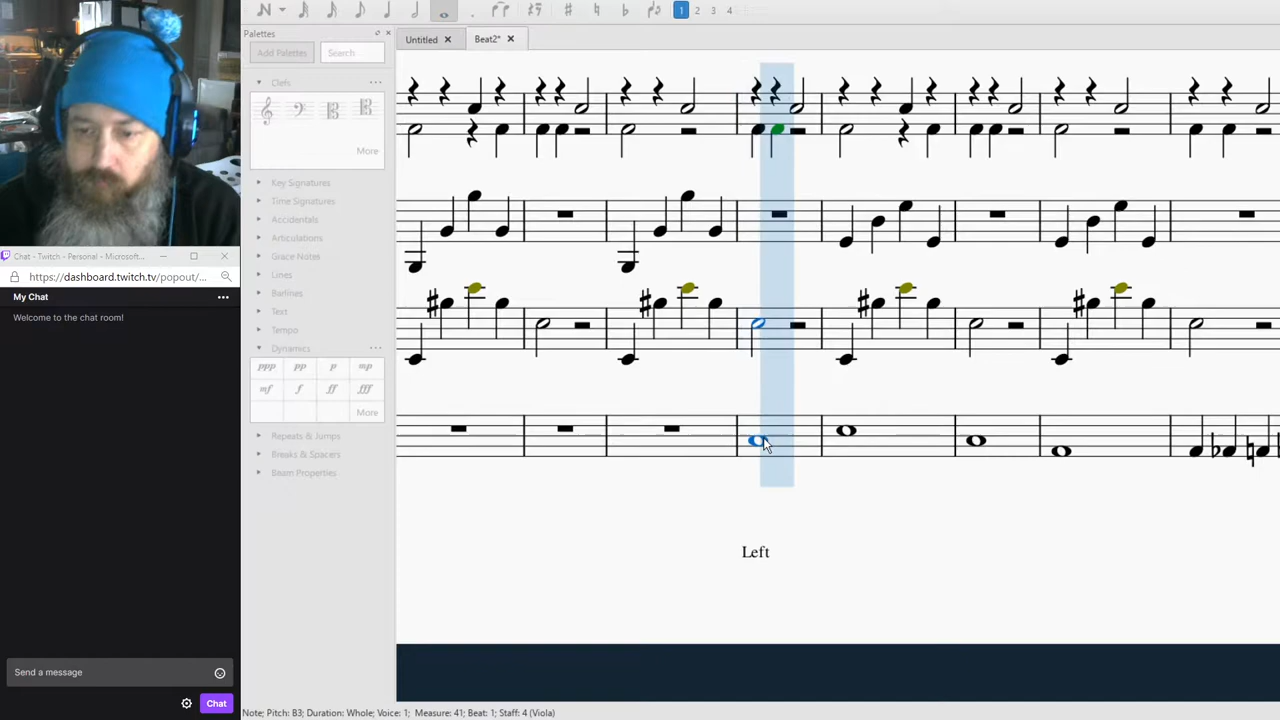 1 2 3 4
Palettes
Untitled
Beat2*
Add Palettes
Search
Clefs
More
Key Signatures
Time Signatures
Accidentals
Articulations
Grace Notes
Lines
Barlines
Text
Tempo
Dynamics
ppp pp p mp
mf f ff fff
More
Repeats & Jumps
Breaks & Spacers
Beam Properties
Chat - Twitch - Personal - Microsoft...
https://dashboard.twitch.tv/popout/...
My Chat
Welcome to the chat room!
Send a message
Chat
Left
Note; Pitch: B3; Duration: Whole; Voice: 1; Measure: 41; Beat: 1; Staff: 4 (Viola)